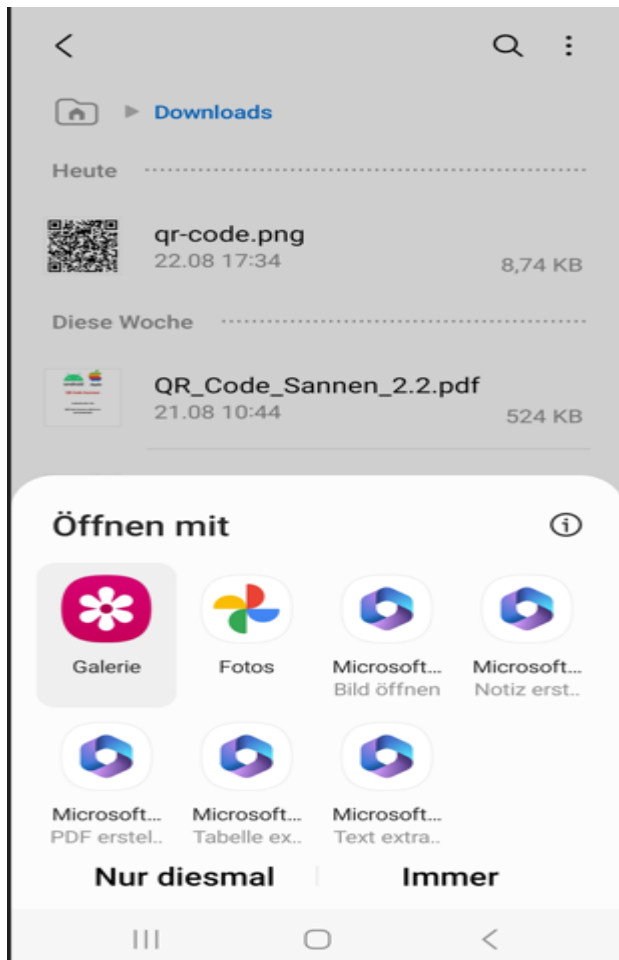 Downloads
Heute
qr-code.png
22.08 17:34
8,74 KB
Diese Woche
QR_Code_Sannen_2.2.pdf
21.08 10:44
524 KB
Öffnen mit
Galerie Fotos Microsoft... Microsoft...
Bild öffnen Notiz erst..
Microsoft... Microsoft... Microsoft...
PDF erstel.. Tabelle ex.. Text extra..
Nur diesmal Immer